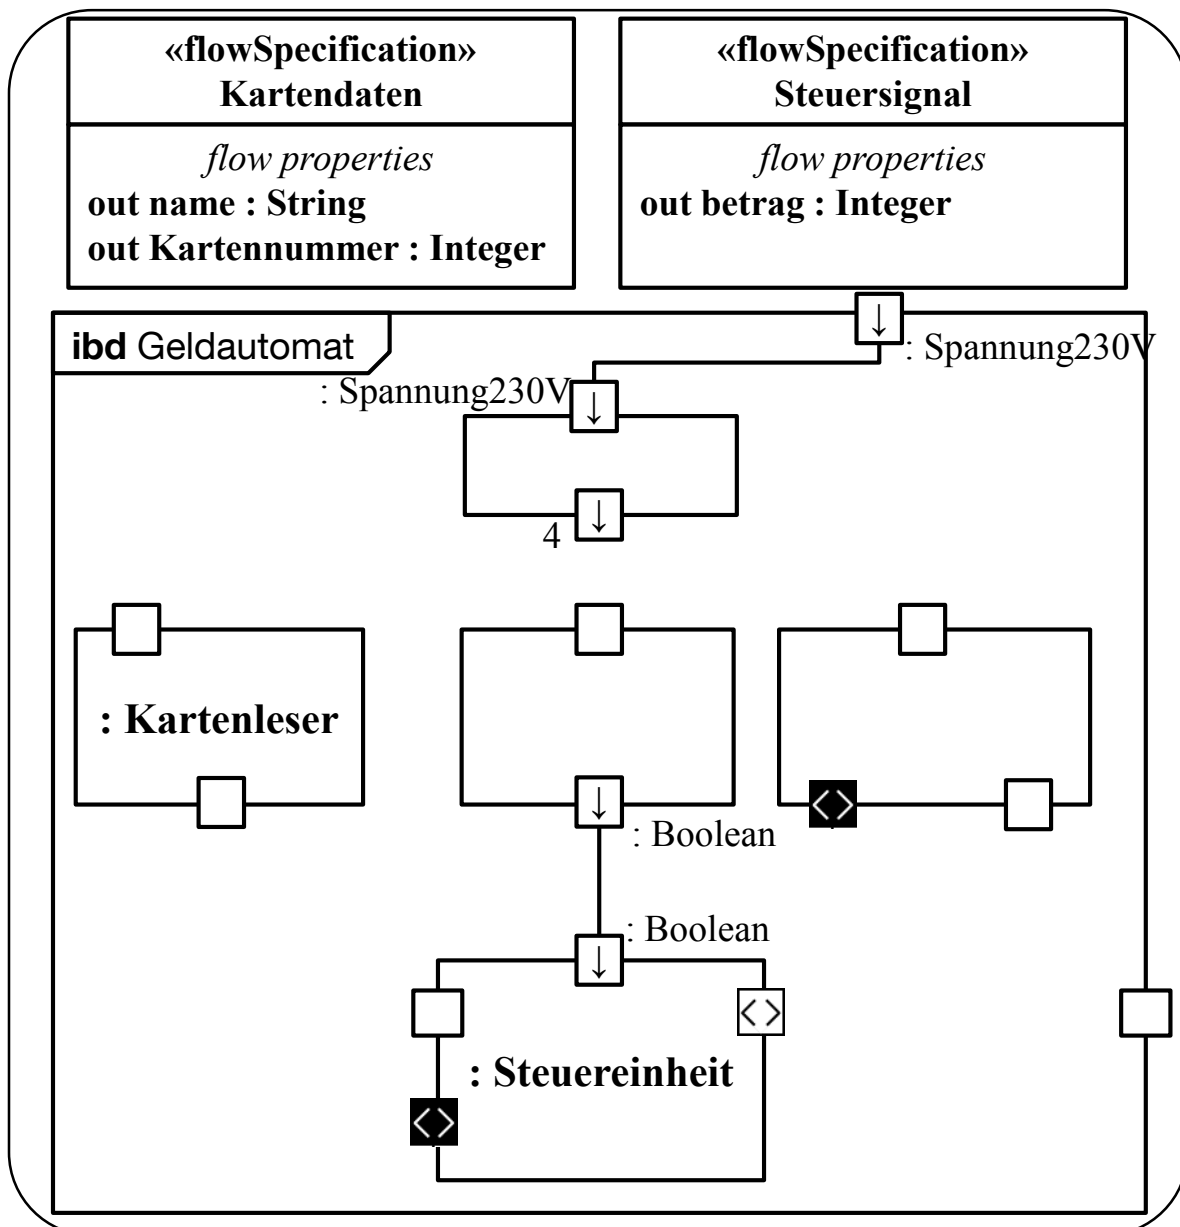 «flowSpecification»
Kartendaten
flow properties
out name : String
out Kartennummer : Integer
«flowSpecification»
Steuersignal
flow properties
out betrag : Integer
ibd Geldautomat
: Spannung230V
: Spannung230V
4
: Kartenleser
: Boolean
: Boolean
: Steuereinheit